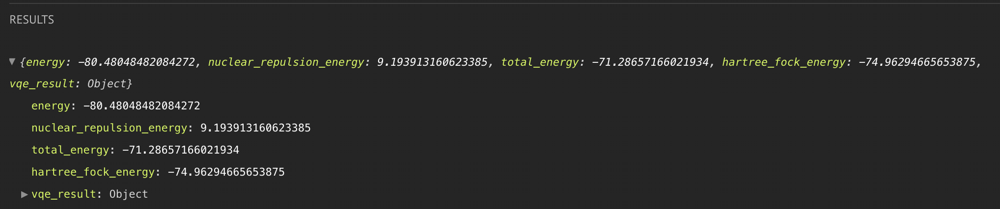 RESULTS
▼ {energy: −80.48048482084272, nuclear_repulsion_energy: 9.193913160623385, total_energy: −71.28657166021934, hartree_fock_energy: −74.96294665653875,
vqe_result: Object}
energy: −80.48048482084272
nuclear_repulsion_energy: 9.193913160623385
total_energy: −71.28657166021934
hartree_fock_energy: −74.96294665653875
▶ vqe_result: Object